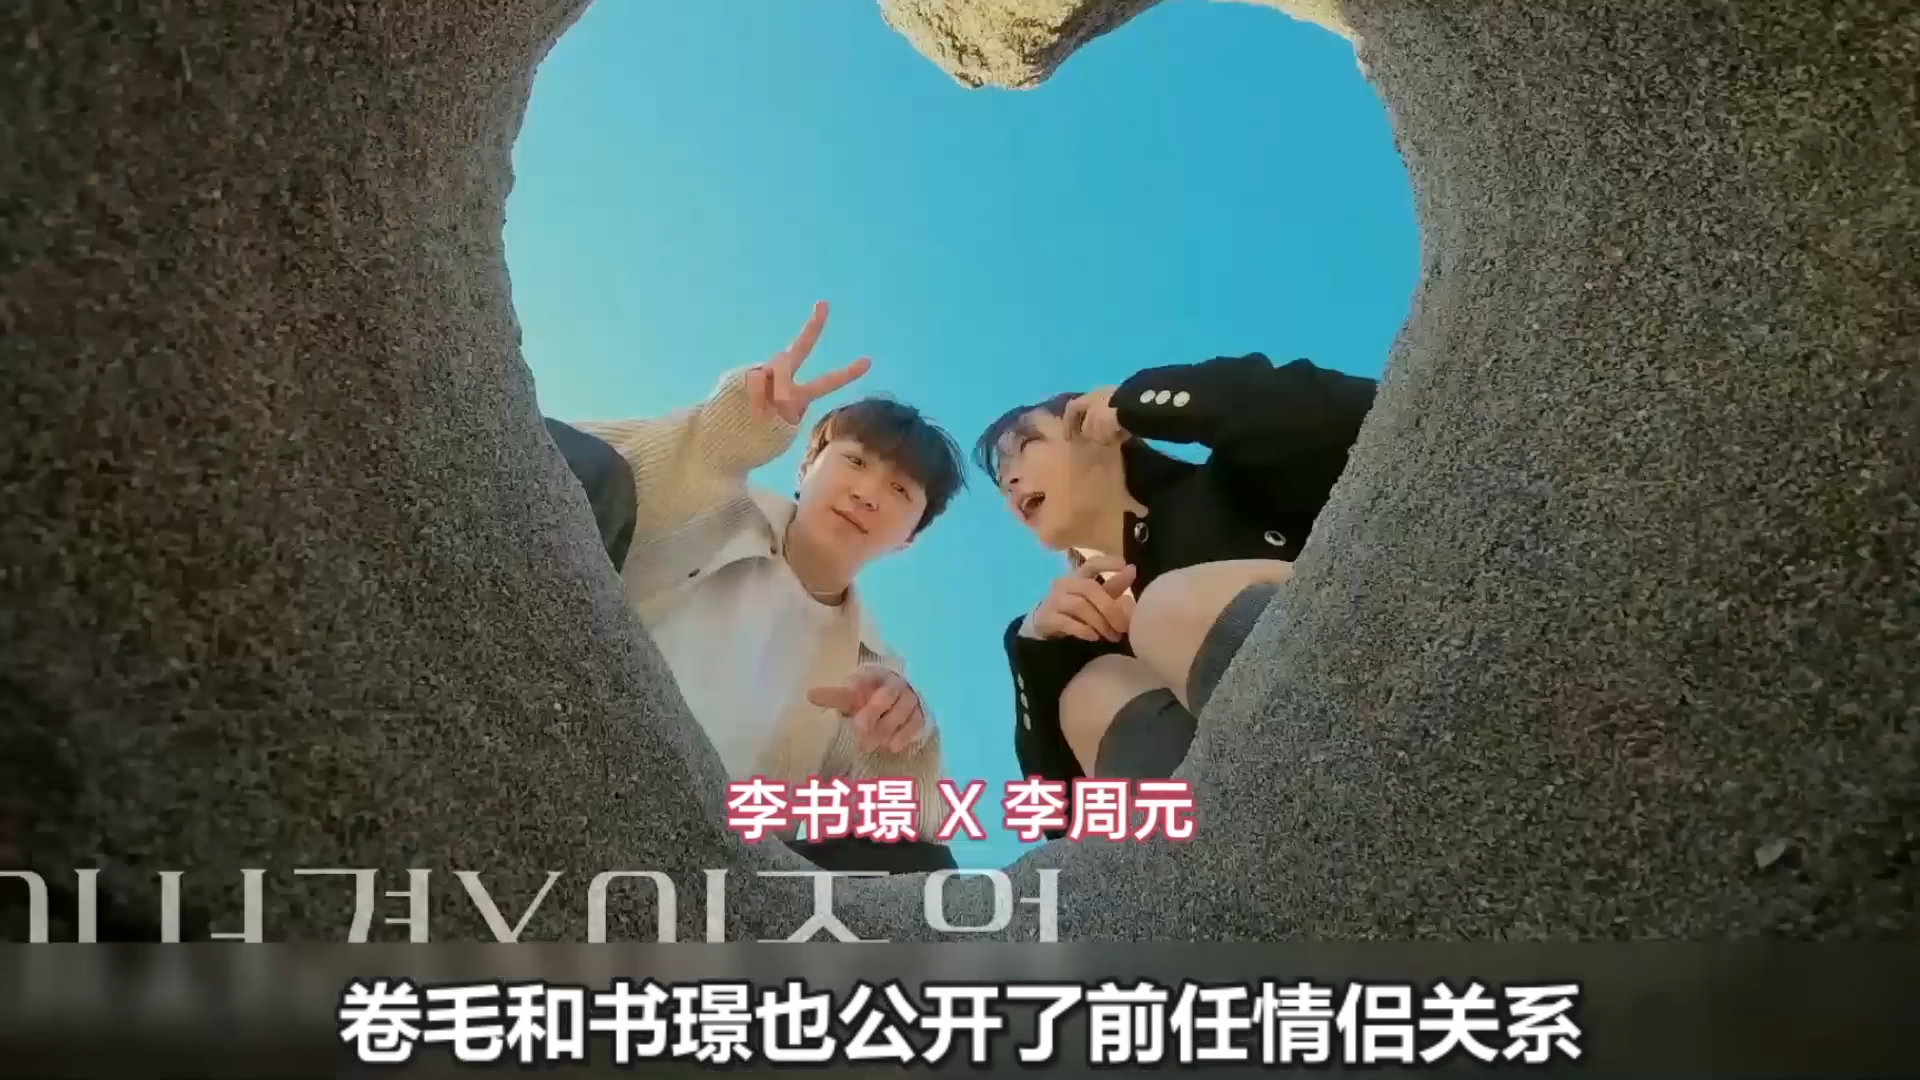 李书璟 X 李周元
卷毛和书璟也公开了前任情侣关系